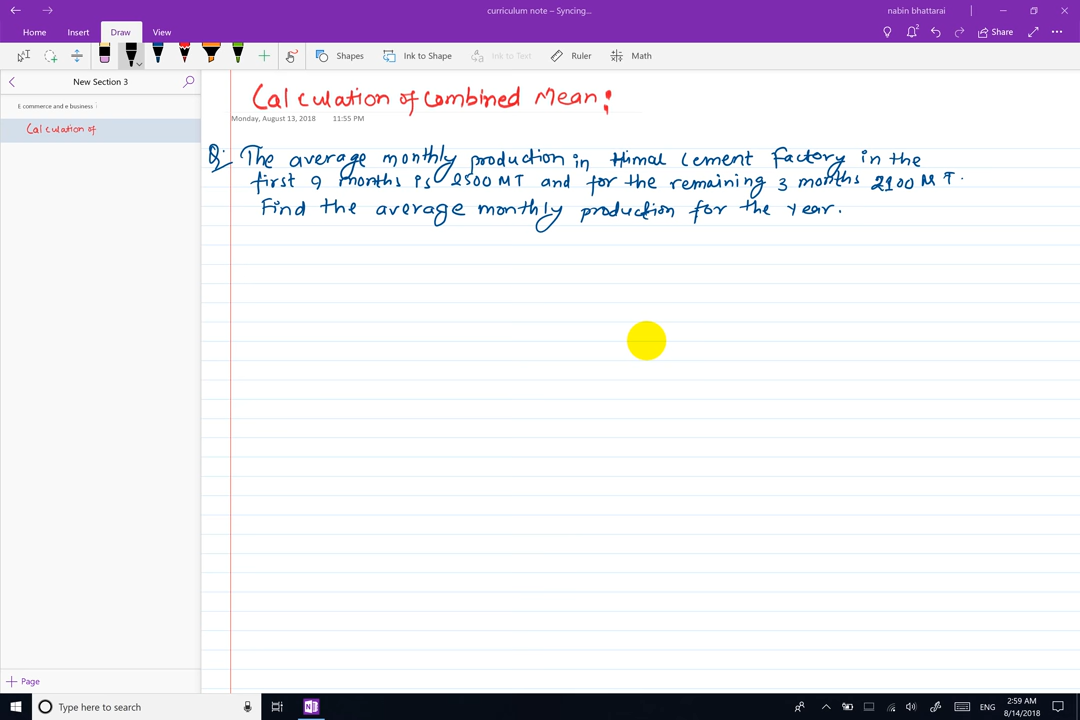 curriculum note – Syncing...
nabin bhattarai
Home Insert Draw View
Share
Shapes Ink to Shape Ink to Text Ruler Math
New Section 3
E commerce and e business
Calculation of
Calculation of Combined Mean:
Monday, August 13, 2018 11:55 PM
Q: The average monthly production in Himal Cement Factory in the
first 9 months is 2500 MT and for the remaining 3 months 2100 MT.
Find the average monthly production for the year.
+ Page
Type here to search
ENG
2:59 AM
8/14/2018